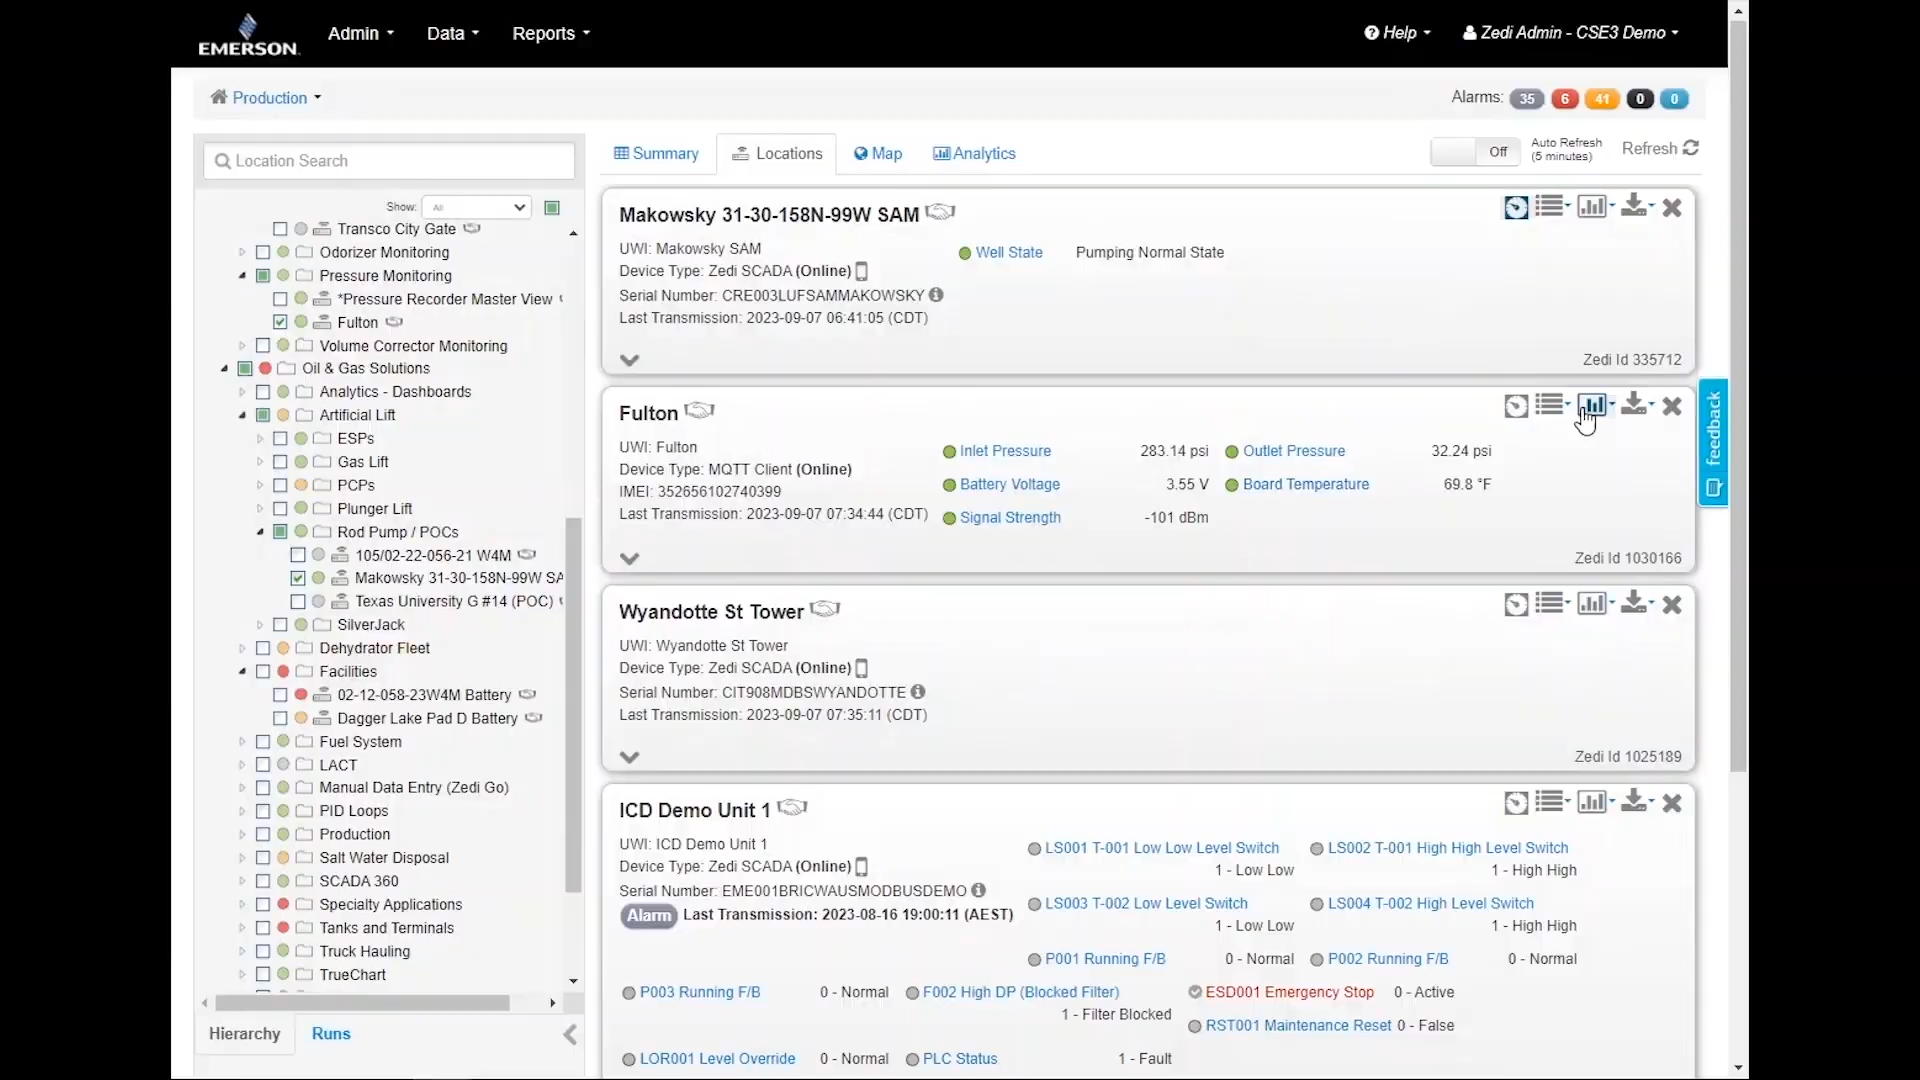 EMERSON
Admin
Data
Reports
Help
Zedi Admin - CSE3 Demo
Production
Alarms: 35 6 41 0 0
Location Search
Show: All
Transco City Gate
Odorizer Monitoring
Pressure Monitoring
*Pressure Recorder Master View
Fulton
Volume Corrector Monitoring
Oil & Gas Solutions
Analytics - Dashboards
Artificial Lift
ESPs
Gas Lift
PCPs
Plunger Lift
Rod Pump / POCs
105/02-22-056-21 W4M
Makowsky 31-30-158N-99W SA
Texas University G #14 (POC)
SilverJack
Dehydrator Fleet
Facilities
02-12-058-23W4M Battery
Dagger Lake Pad D Battery
Fuel System
LACT
Manual Data Entry (Zedi Go)
PID Loops
Production
Salt Water Disposal
SCADA 360
Specialty Applications
Tanks and Terminals
Truck Hauling
TrueChart
Hierarchy
Runs
Summary
Locations
Map
Analytics
Off
Auto Refresh
(5 minutes)
Refresh
Makowsky 31-30-158N-99W SAM
UWI: Makowsky SAM
Device Type: Zedi SCADA (Online)
Serial Number: CRE003LUFSAMMAKOWSKY
Last Transmission: 2023-09-07 06:41:05 (CDT)
Well State Pumping Normal State
Zedi Id 335712
Fulton
UWI: Fulton
Device Type: MQTT Client (Online)
IMEI: 352656102740399
Last Transmission: 2023-09-07 07:34:44 (CDT)
Inlet Pressure 283.14 psi
Outlet Pressure 32.24 psi
Battery Voltage 3.55 V
Board Temperature 69.8 °F
Signal Strength -101 dBm
Zedi Id 1030166
Wyandotte St Tower
UWI: Wyandotte St Tower
Device Type: Zedi SCADA (Online)
Serial Number: CIT908MDBSWYANDOTTE
Last Transmission: 2023-09-07 07:35:11 (CDT)
Zedi Id 1025189
ICD Demo Unit 1
UWI: ICD Demo Unit 1
Device Type: Zedi SCADA (Online)
Serial Number: EME001BRICWAUSMODBUSDEMO
Alarm Last Transmission: 2023-08-16 19:00:11 (AEST)
LS001 T-001 Low Low Level Switch
1 - Low Low
LS002 T-001 High High Level Switch
1 - High High
LS003 T-002 Low Level Switch
1 - Low Low
LS004 T-002 High Level Switch
1 - High High
P001 Running F/B 0 - Normal
P002 Running F/B 0 - Normal
P003 Running F/B 0 - Normal
F002 High DP (Blocked Filter)
1 - Filter Blocked
ESD001 Emergency Stop 0 - Active
RST001 Maintenance Reset 0 - False
LOR001 Level Override 0 - Normal
PLC Status 1 - Fault
feedback